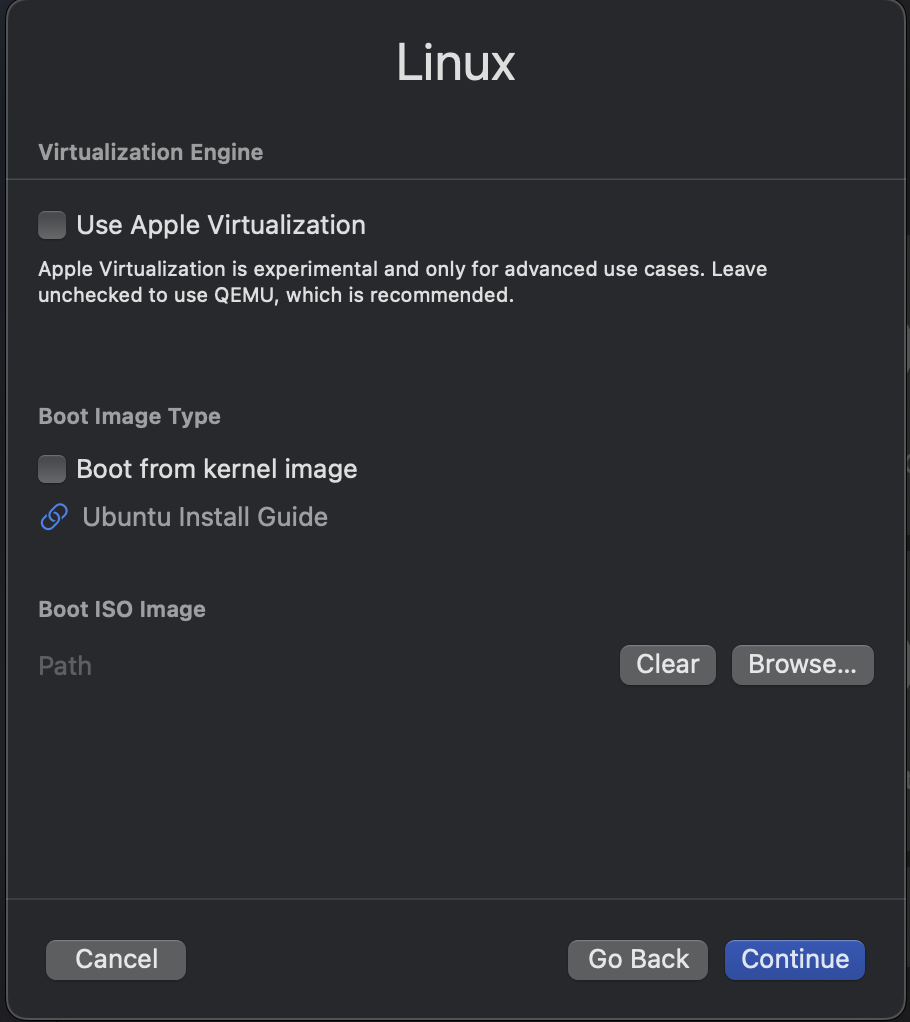 Linux
Virtualization Engine
Use Apple Virtualization
Apple Virtualization is experimental and only for advanced use cases. Leave
unchecked to use QEMU, which is recommended.
Boot Image Type
Boot from kernel image
Ubuntu Install Guide
Boot ISO Image
Path
Clear
Browse...
Cancel
Go Back
Continue